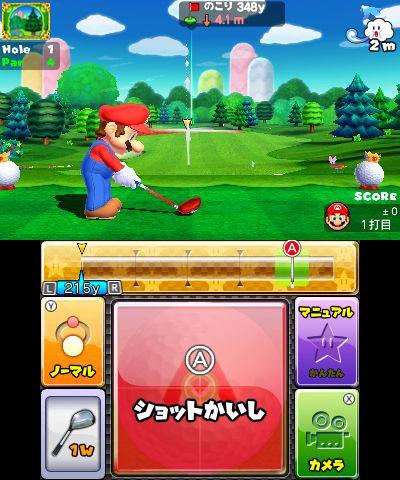 のこり 348y
4.1 m
Hole 1
Par 4
2 m
SCORE
±0
1打目
A
L 215y R
Y
ノーマル
マニュアル
かんたん
A
ショットかいし
1W
X
カメラ